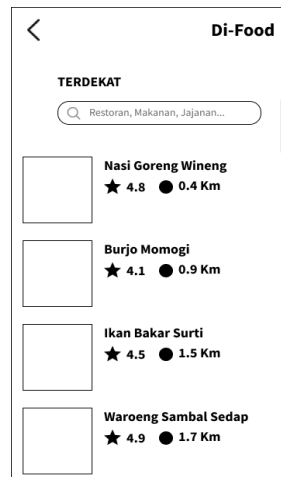 Di-Food
TERDEKAT
Restoran, Makanan, Jajanan...
Nasi Goreng Wineng
4.8 0.4 Km
Burjo Momogi
4.1 0.9 Km
Ikan Bakar Surti
4.5 1.5 Km
Waroeng Sambal Sedap
4.9 1.7 Km